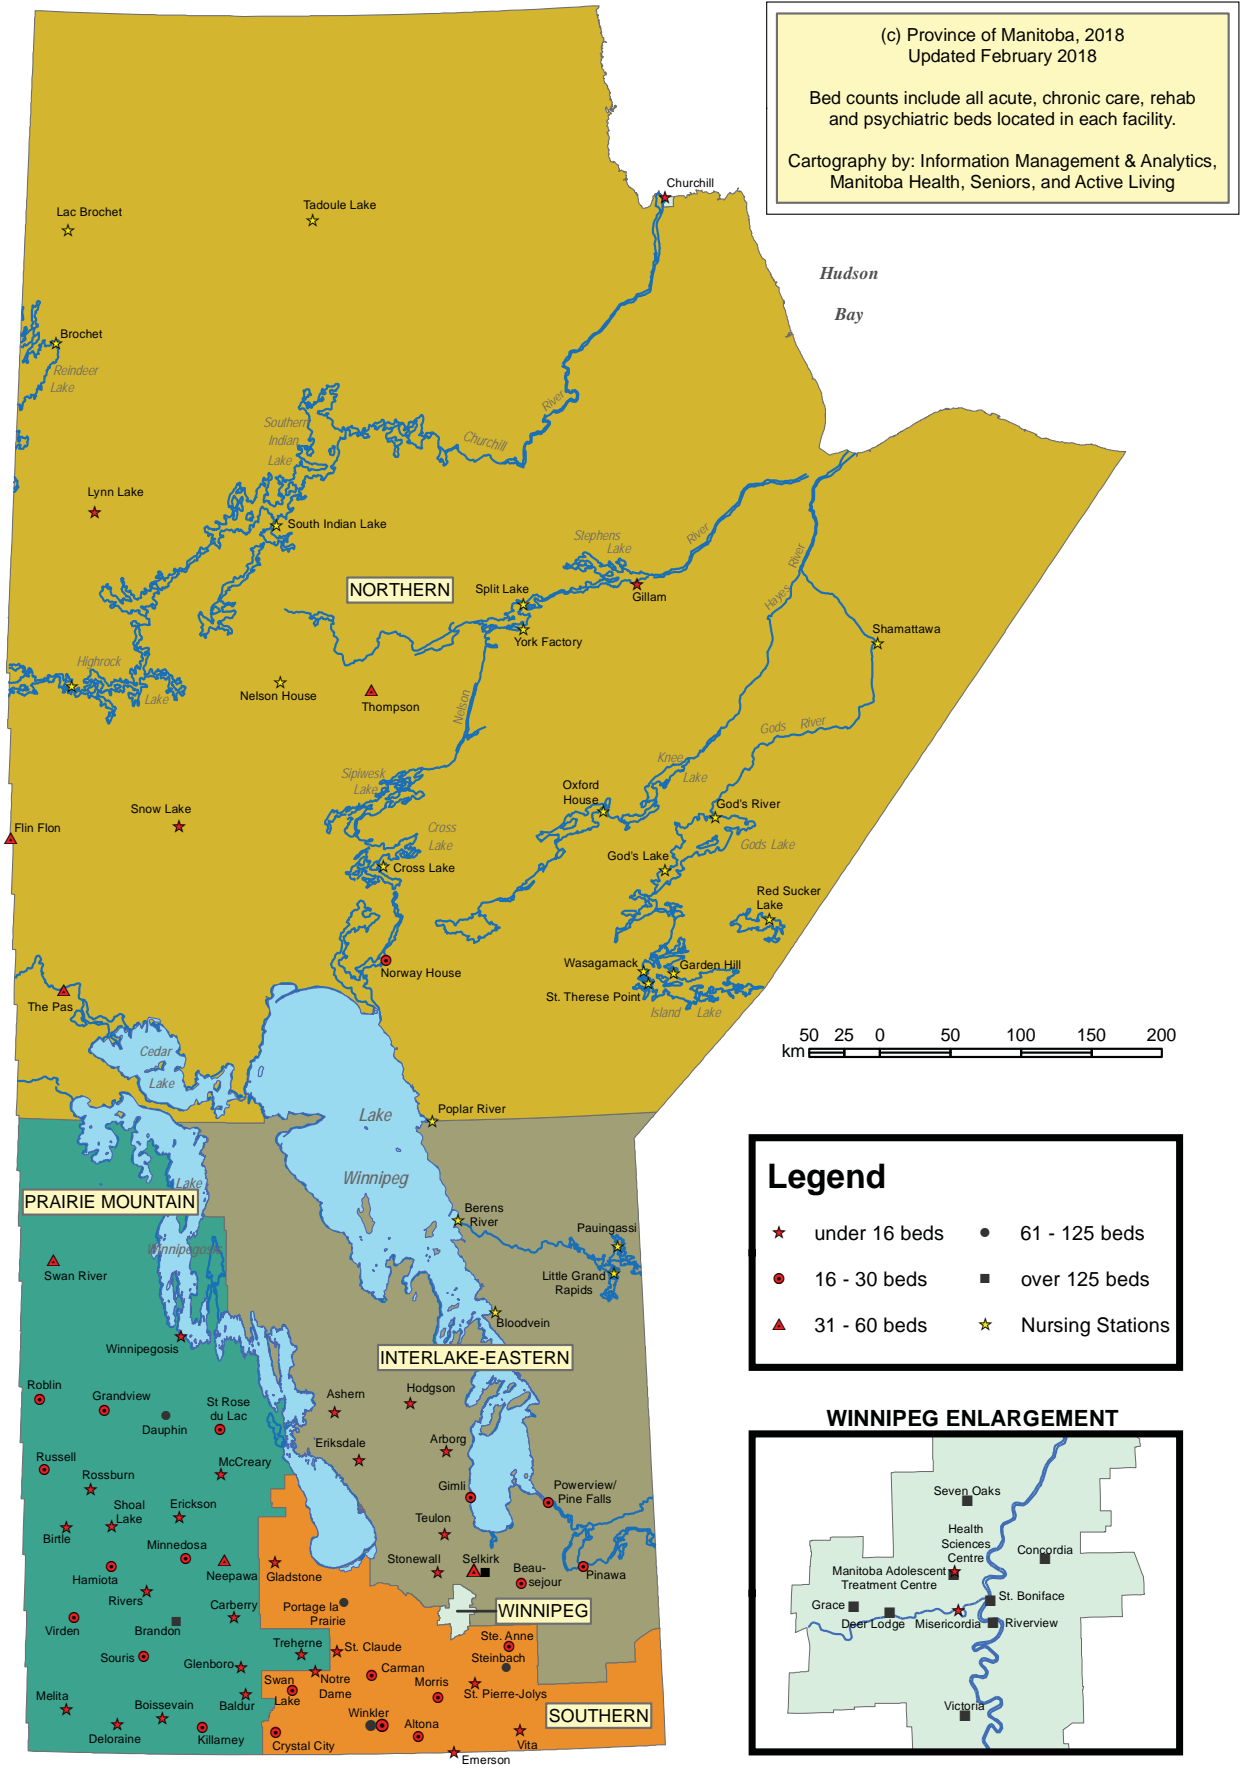 (c) Province of Manitoba, 2018
Updated February 2018
Bed counts include all acute, chronic care, rehab
and psychiatric beds located in each facility.
Cartography by: Information Management & Analytics,
Manitoba Health, Seniors, and Active Living
Churchill
Lac Brochet
Tadoule Lake
Hudson
Bay
Brochet
Reindeer
Lake
River
Southern
Indian
Lake
Churchill
Lynn Lake
South Indian Lake
Stephens
Lake
River
River
NORTHERN
Split Lake
Gillam
Hayes
York Factory
Shamattawa
Highrock
Lake
Nelson House
Thompson
Nelson
Gods River
Knee
Lake
Sipiwesk
Lake
Oxford
House
God's River
Snow Lake
Flin Flon
Cross
Lake
Gods Lake
God's Lake
Cross Lake
Red Sucker
Lake
Norway House
Wasagamack
Garden Hill
St. Therese Point
Island Lake
The Pas
50 25 0 50 100 150 200
km
Cedar
Lake
Lake
Winnipeg
Poplar River
PRAIRIE MOUNTAIN
Lake
Winnipegosis
Berens
River
Pauingassi
Little Grand
Rapids
Swan River
Bloodvein
Winnipegosis
INTERLAKE-EASTERN
Legend
under 16 beds
61 - 125 beds
16 - 30 beds
over 125 beds
31 - 60 beds
Nursing Stations
Roblin
Grandview
Dauphin
St Rose
du Lac
Ashern
Hodgson
Eriksdale
Arborg
Russell
Rossburn
McCreary
Gimli
Powerview/
Pine Falls
Shoal
Lake
Erickson
Birtle
Teulon
Minnedosa
Stonewall
Selkirk
Beau-
sejour
Pinawa
Hamiota
Neepawa
Gladstone
Rivers
Carberry
Portage la
Prairie
WINNIPEG
Virden
Brandon
Ste. Anne
Treherne
St. Claude
Steinbach
Souris
Glenboro
Notre
Dame
Carman
Swan
Lake
Morris
St. Pierre-Jolys
Melita
Boissevain
Baldur
Winkler
Altona
SOUTHERN
Deloraine
Killarney
Crystal City
Vita
Emerson
WINNIPEG ENLARGEMENT
Seven Oaks
Health
Sciences
Centre
Concordia
Manitoba Adolescent
Treatment Centre
St. Boniface
Grace
Deer Lodge
Misericordia
Riverview
Victoria